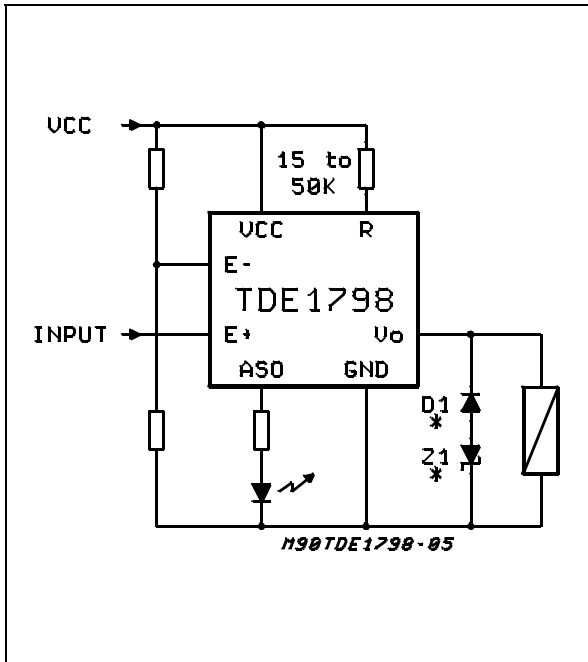 VCC
15 to
50K
VCC R
E-
TDE1798
INPUT E+ Vo
ASO GND
D1
*
Z1
*
M90TDE1798-05